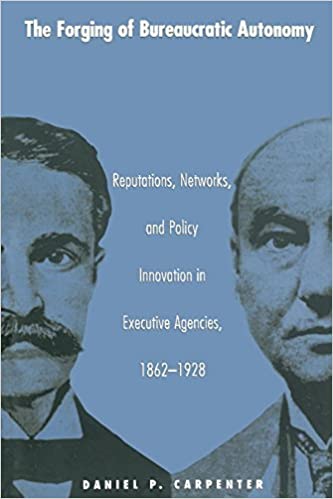 The Forging of Bureaucratic Autonomy
Reputations, Networks,
and Policy
Innovation in
Executive Agencies,
1862–1928
DANIEL P. CARPENTER